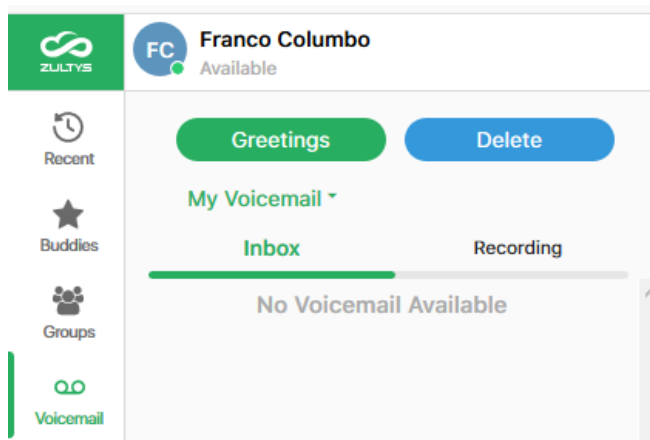 ZULTYS
FC
Franco Columbo
Available
Recent
Buddies
Groups
Voicemail
Greetings
Delete
My Voicemail
Inbox
Recording
No Voicemail Available